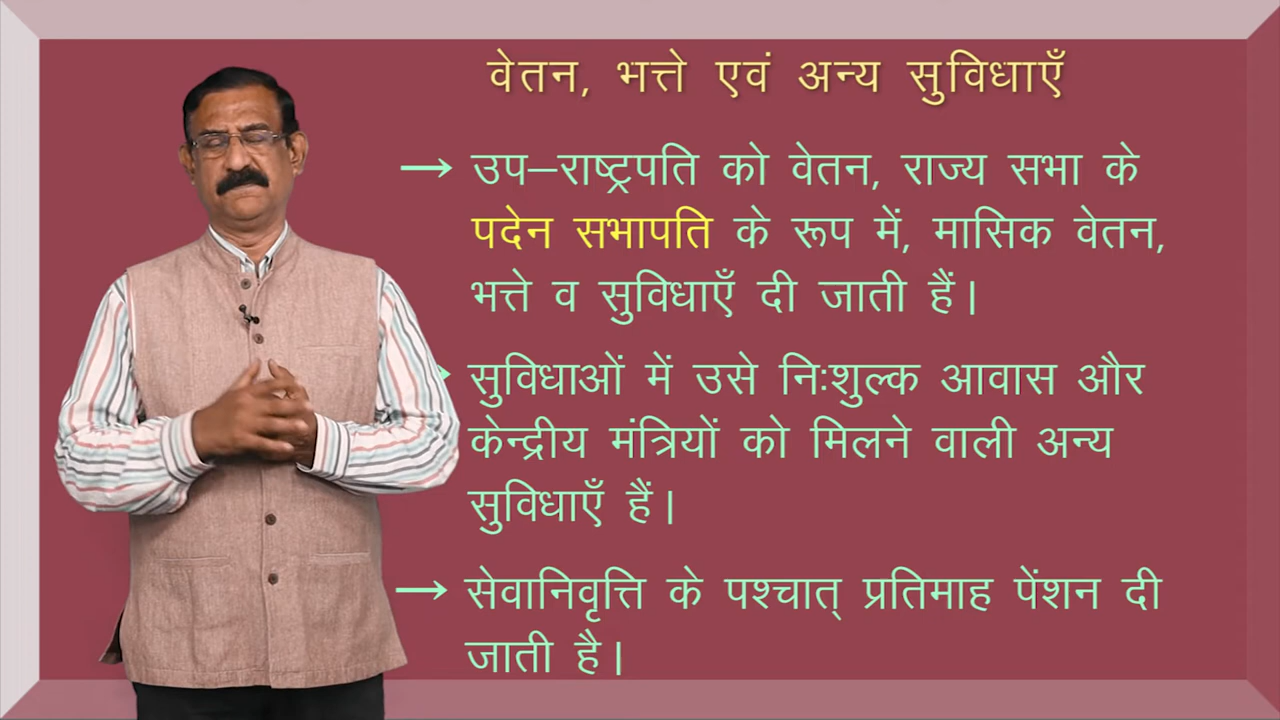 वेतन, भत्ते एवं अन्य सुविधाएँ
→ उप–राष्ट्रपति को वेतन, राज्य सभा के
पदेन सभापति के रूप में, मासिक वेतन,
भत्ते व सुविधाएँ दी जाती हैं।
सुविधाओं में उसे निःशुल्क आवास और
केन्द्रीय मंत्रियों को मिलने वाली अन्य
सुविधाएँ हैं।
→ सेवानिवृत्ति के पश्चात् प्रतिमाह पेंशन दी
जाती है।